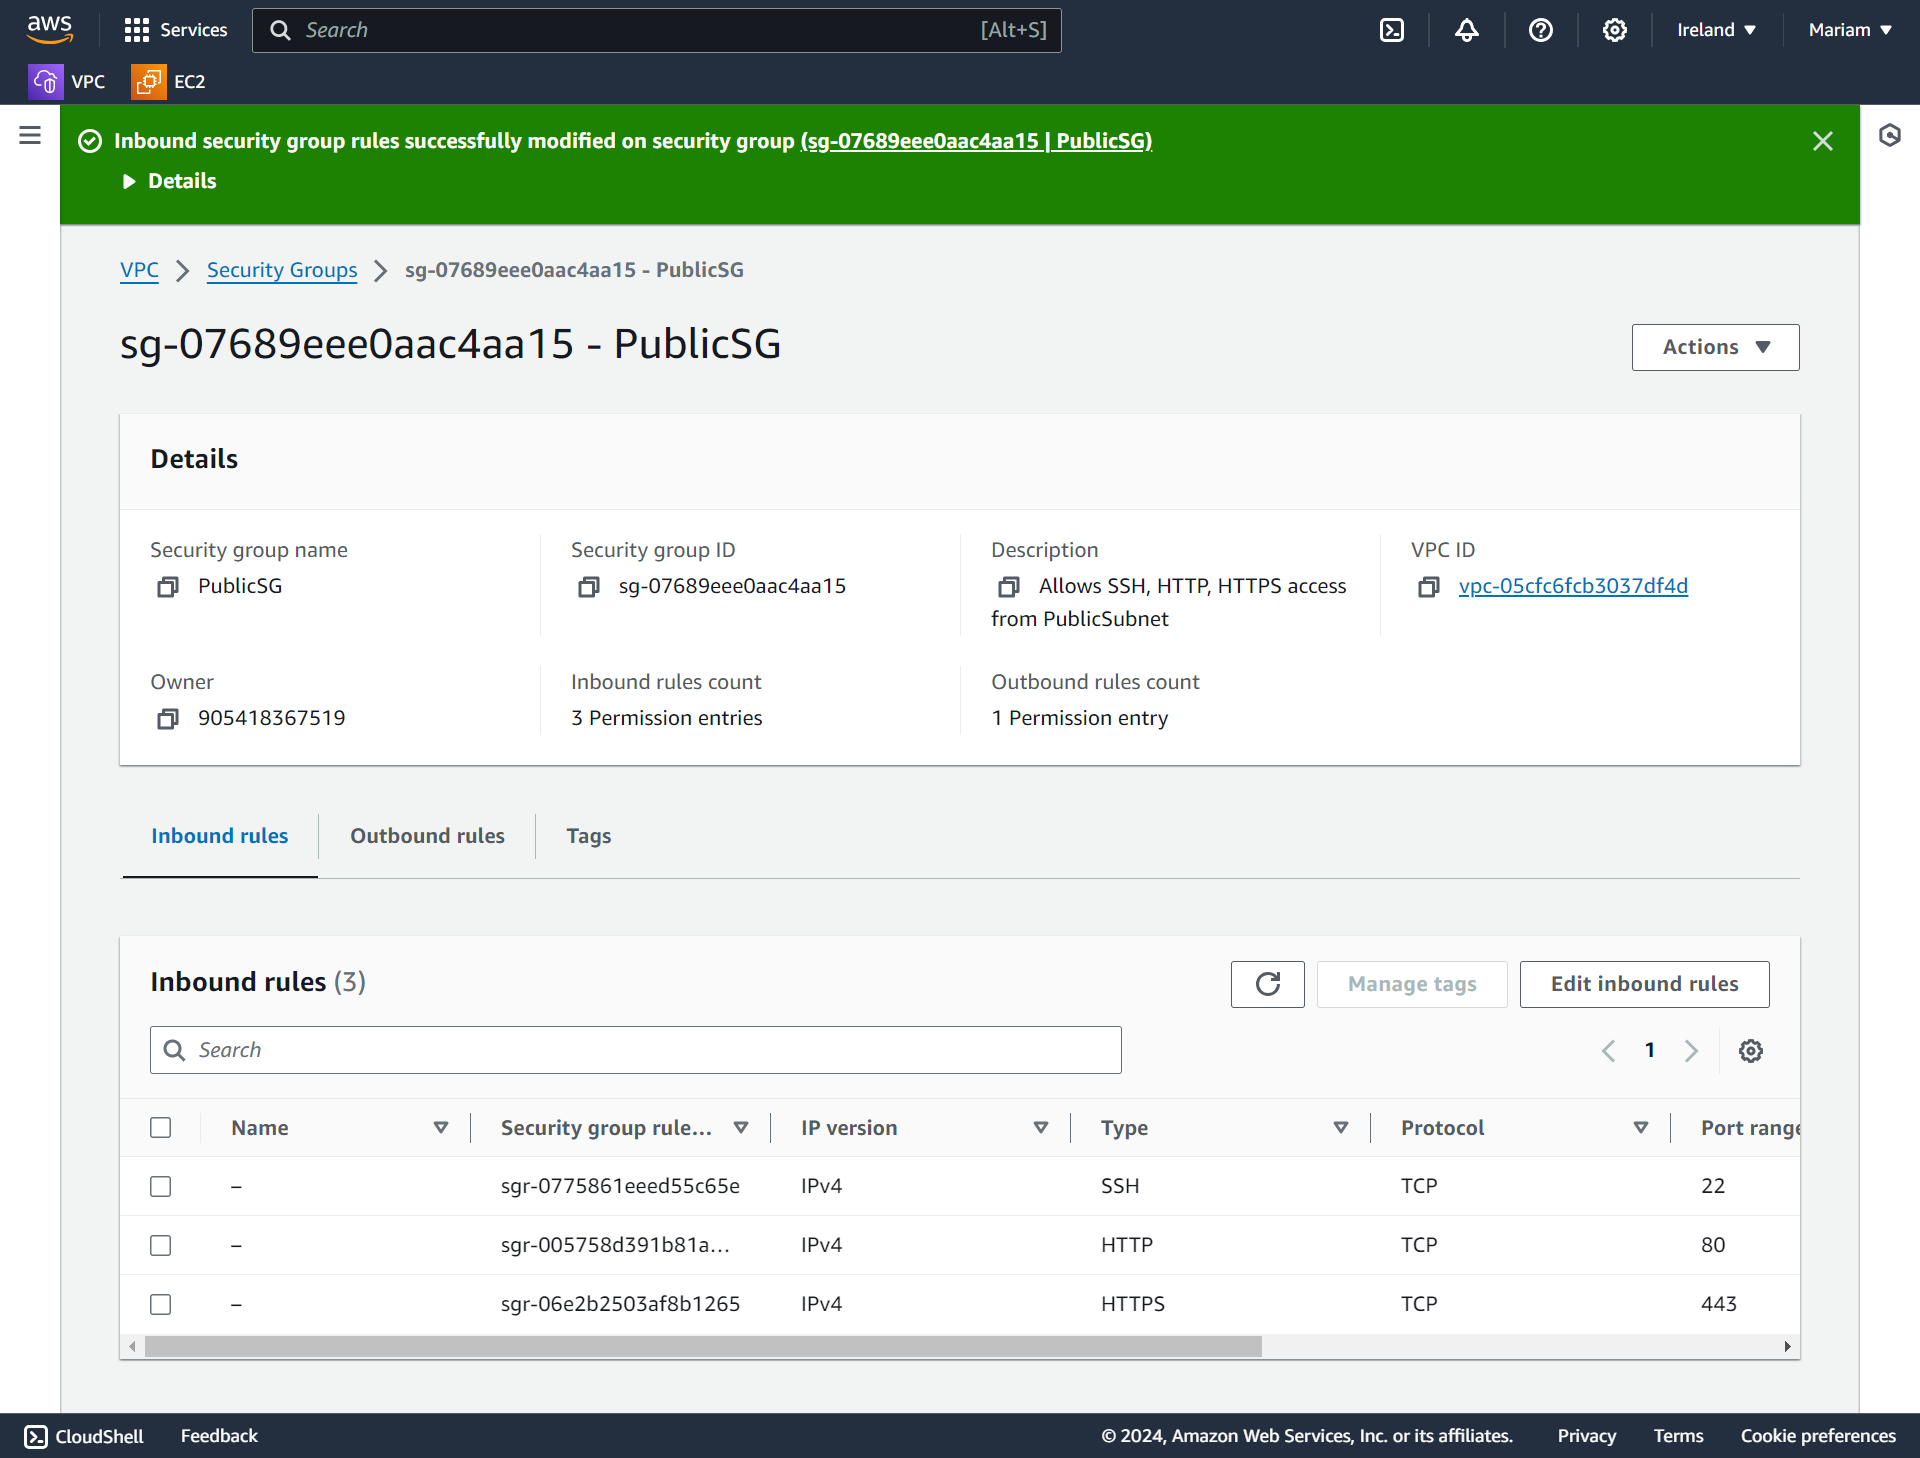 aws
Services
Search [Alt+S]
Ireland ▼
Mariam ▼
VPC
EC2
Inbound security group rules successfully modified on security group (sg-07689eee0aac4aa15 | PublicSG)
Details
VPC > Security Groups > sg-07689eee0aac4aa15 - PublicSG
sg-07689eee0aac4aa15 - PublicSG
Actions ▼
Details
Security group name
PublicSG
Security group ID
sg-07689eee0aac4aa15
Description
Allows SSH, HTTP, HTTPS access
from PublicSubnet
VPC ID
vpc-05cfc6fcb3037df4d
Owner
905418367519
Inbound rules count
3 Permission entries
Outbound rules count
1 Permission entry
Inbound rules
Outbound rules
Tags
Inbound rules (3)
Manage tags
Edit inbound rules
Search
1
Name Security group rule... IP version Type Protocol Port range
– sgr-0775861eeed55c65e IPv4 SSH TCP 22
– sgr-005758d391b81a... IPv4 HTTP TCP 80
– sgr-06e2b2503af8b1265 IPv4 HTTPS TCP 443
CloudShell
Feedback
© 2024, Amazon Web Services, Inc. or its affiliates.
Privacy
Terms
Cookie preferences